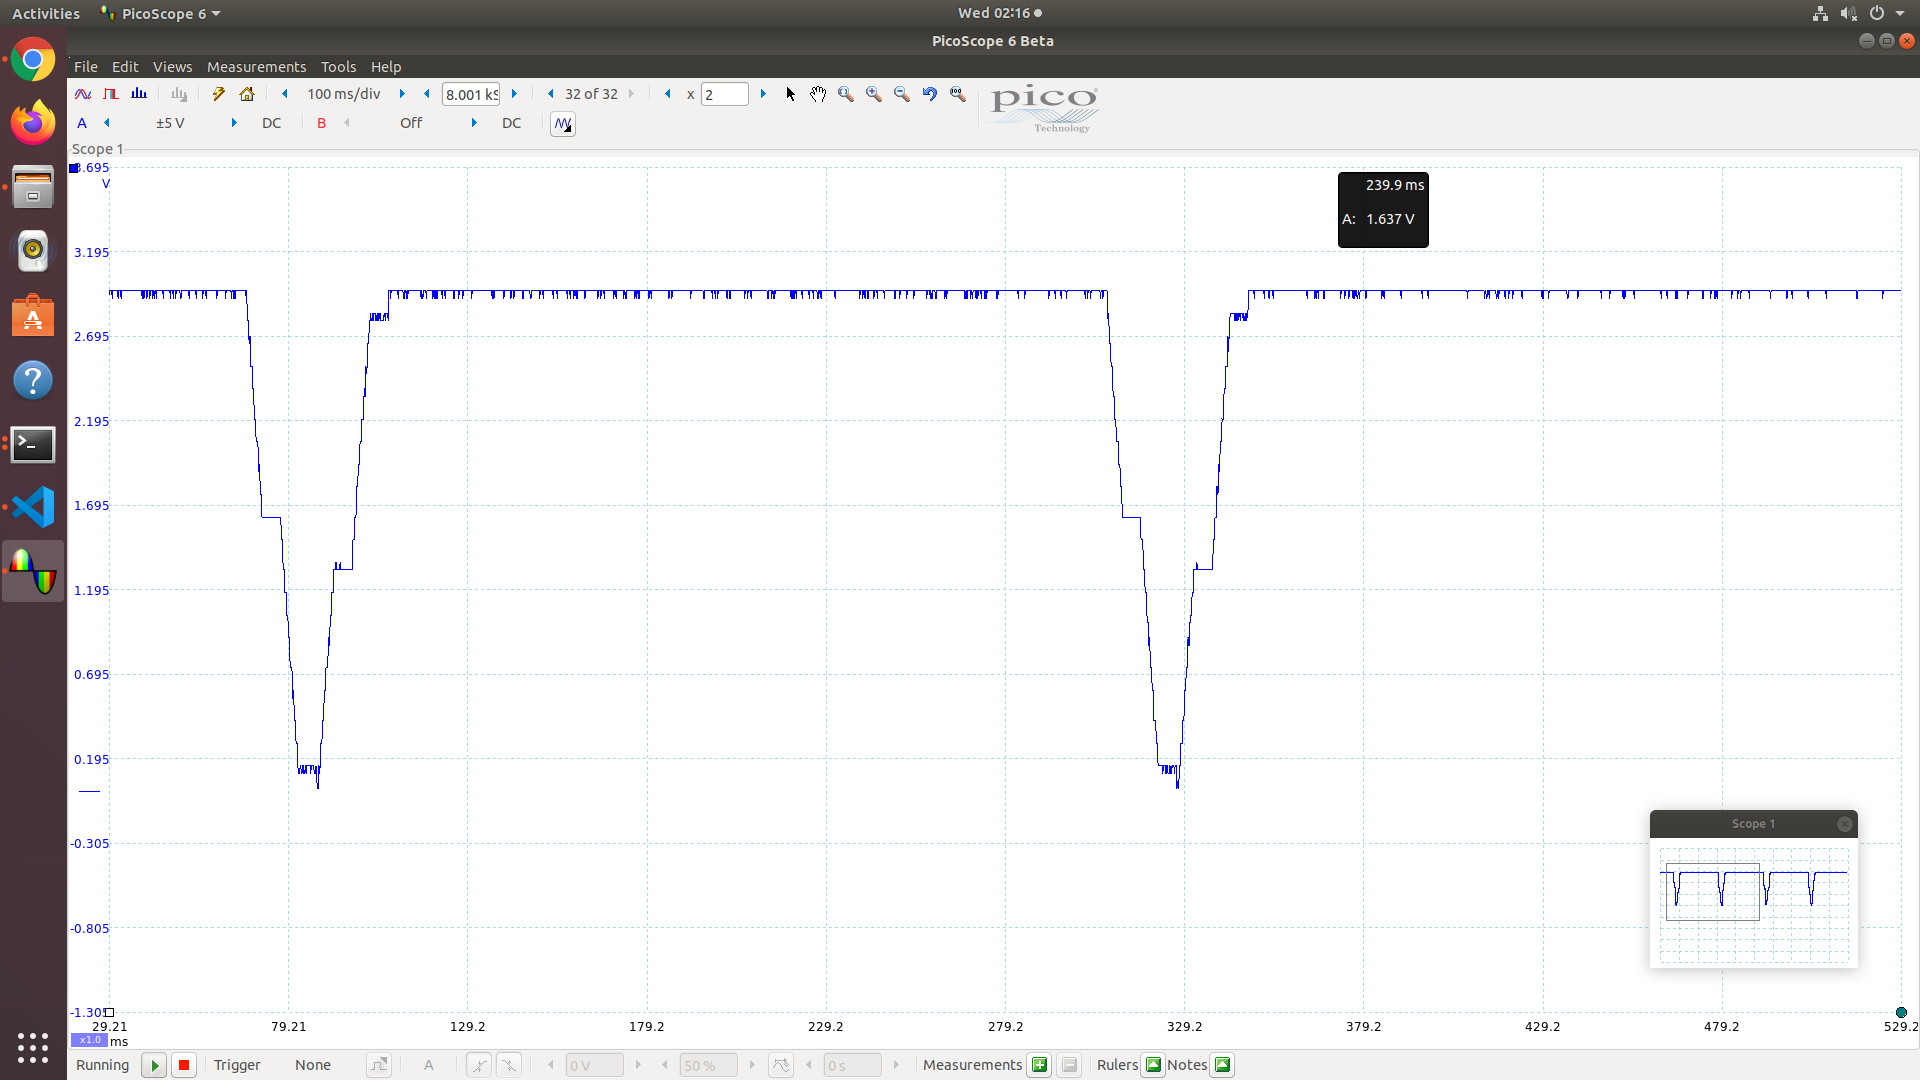 Activities PicoScope 6 Wed 02:16
PicoScope 6 Beta
File Edit Views Measurements Tools Help
100 ms/div 8.001 kS 32 of 32 x 2
pico
Technology
A ±5 V DC B Off DC
Scope 1
3.695
V
239.9 ms
A: 1.637 V
3.195
2.695
2.195
1.695
1.195
0.695
0.195
-0.305
Scope 1
-0.805
-1.305
29.21 79.21 129.2 179.2 229.2 279.2 329.2 379.2 429.2 479.2 529.2
x1.0 ms
Running Trigger None A 0 V 50 % 0 s Measurements Rulers Notes